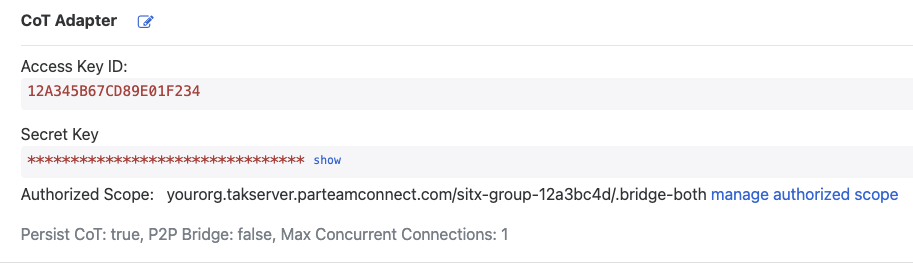 CoT Adapter
Access Key ID:
12A345B67CD89E01F234
Secret Key
******************************** show
Authorized Scope: yourorg.takserver.parteamconnect.com/sitx-group-12a3bc4d/.bridge-both manage authorized scope
Persist CoT: true, P2P Bridge: false, Max Concurrent Connections: 1